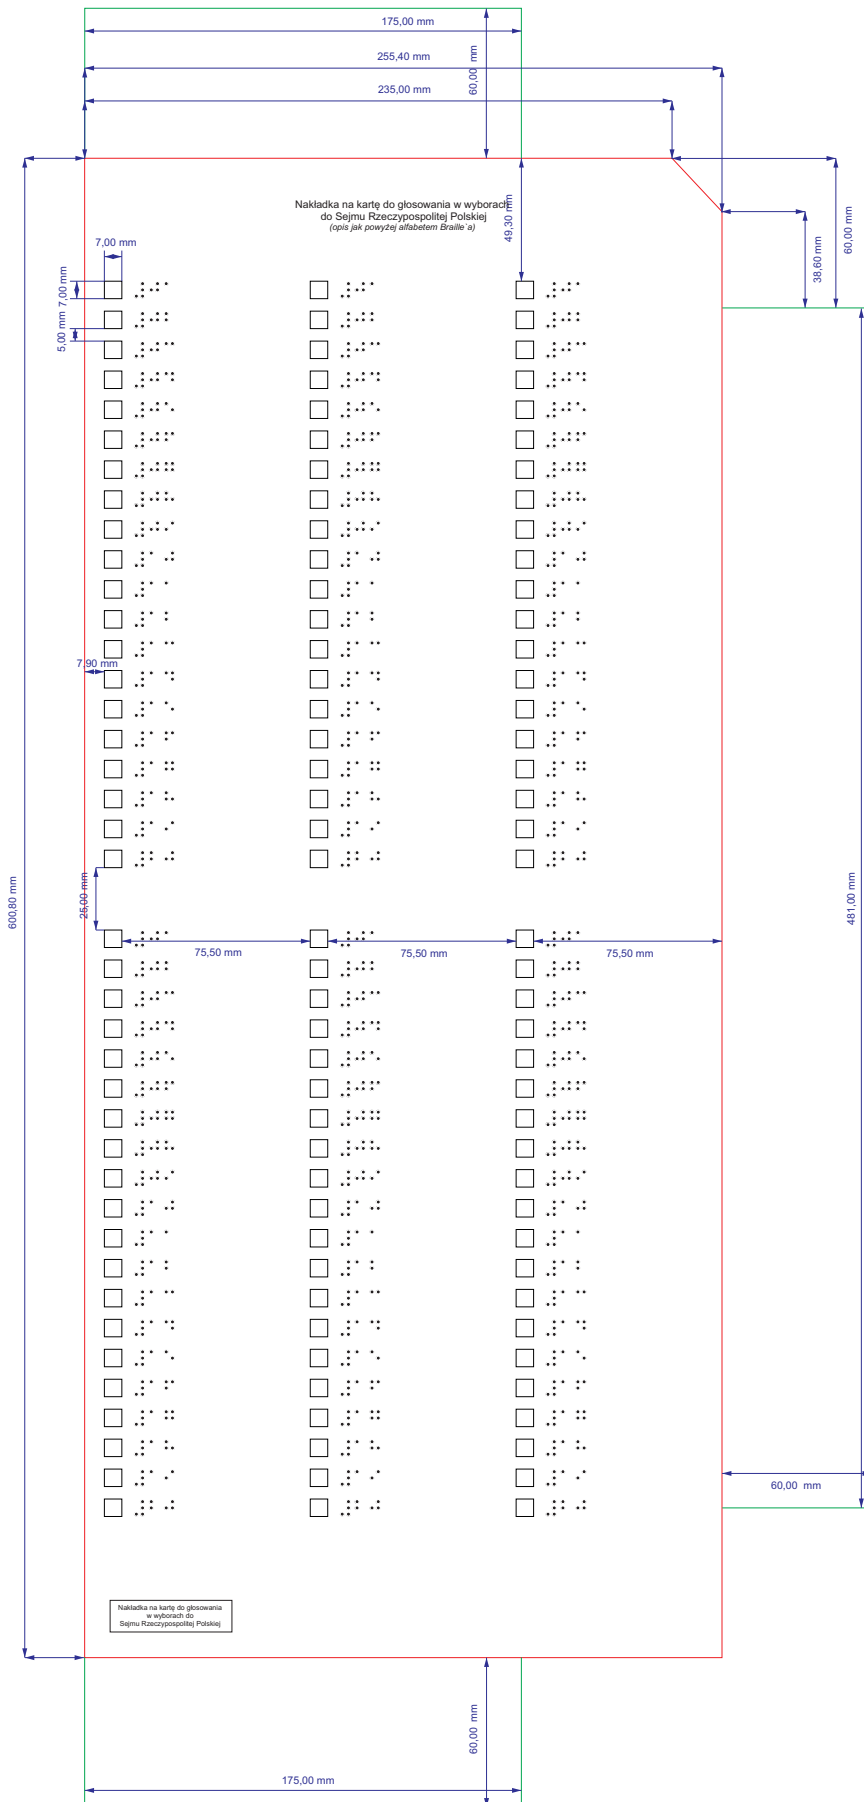 175,00 mm
60,00 mm
255,40 mm
235,00 mm
Nakładka na kartę do głosowania w wyborach
do Sejmu Rzeczypospolitej Polskiej
(opis jak powyżej alfabetem Braille`a)
49,30 mm
60,00 mm
38,60 mm
7,00 mm
7,00 mm
5,00 mm
7,90 mm
600,80 mm
25,00 mm
481,00 mm
75,50 mm
75,50 mm
75,50 mm
60,00 mm
Nakładka na kartę do głosowania
w wyborach do
Sejmu Rzeczypospolitej Polskiej
60,00 mm
175,00 mm